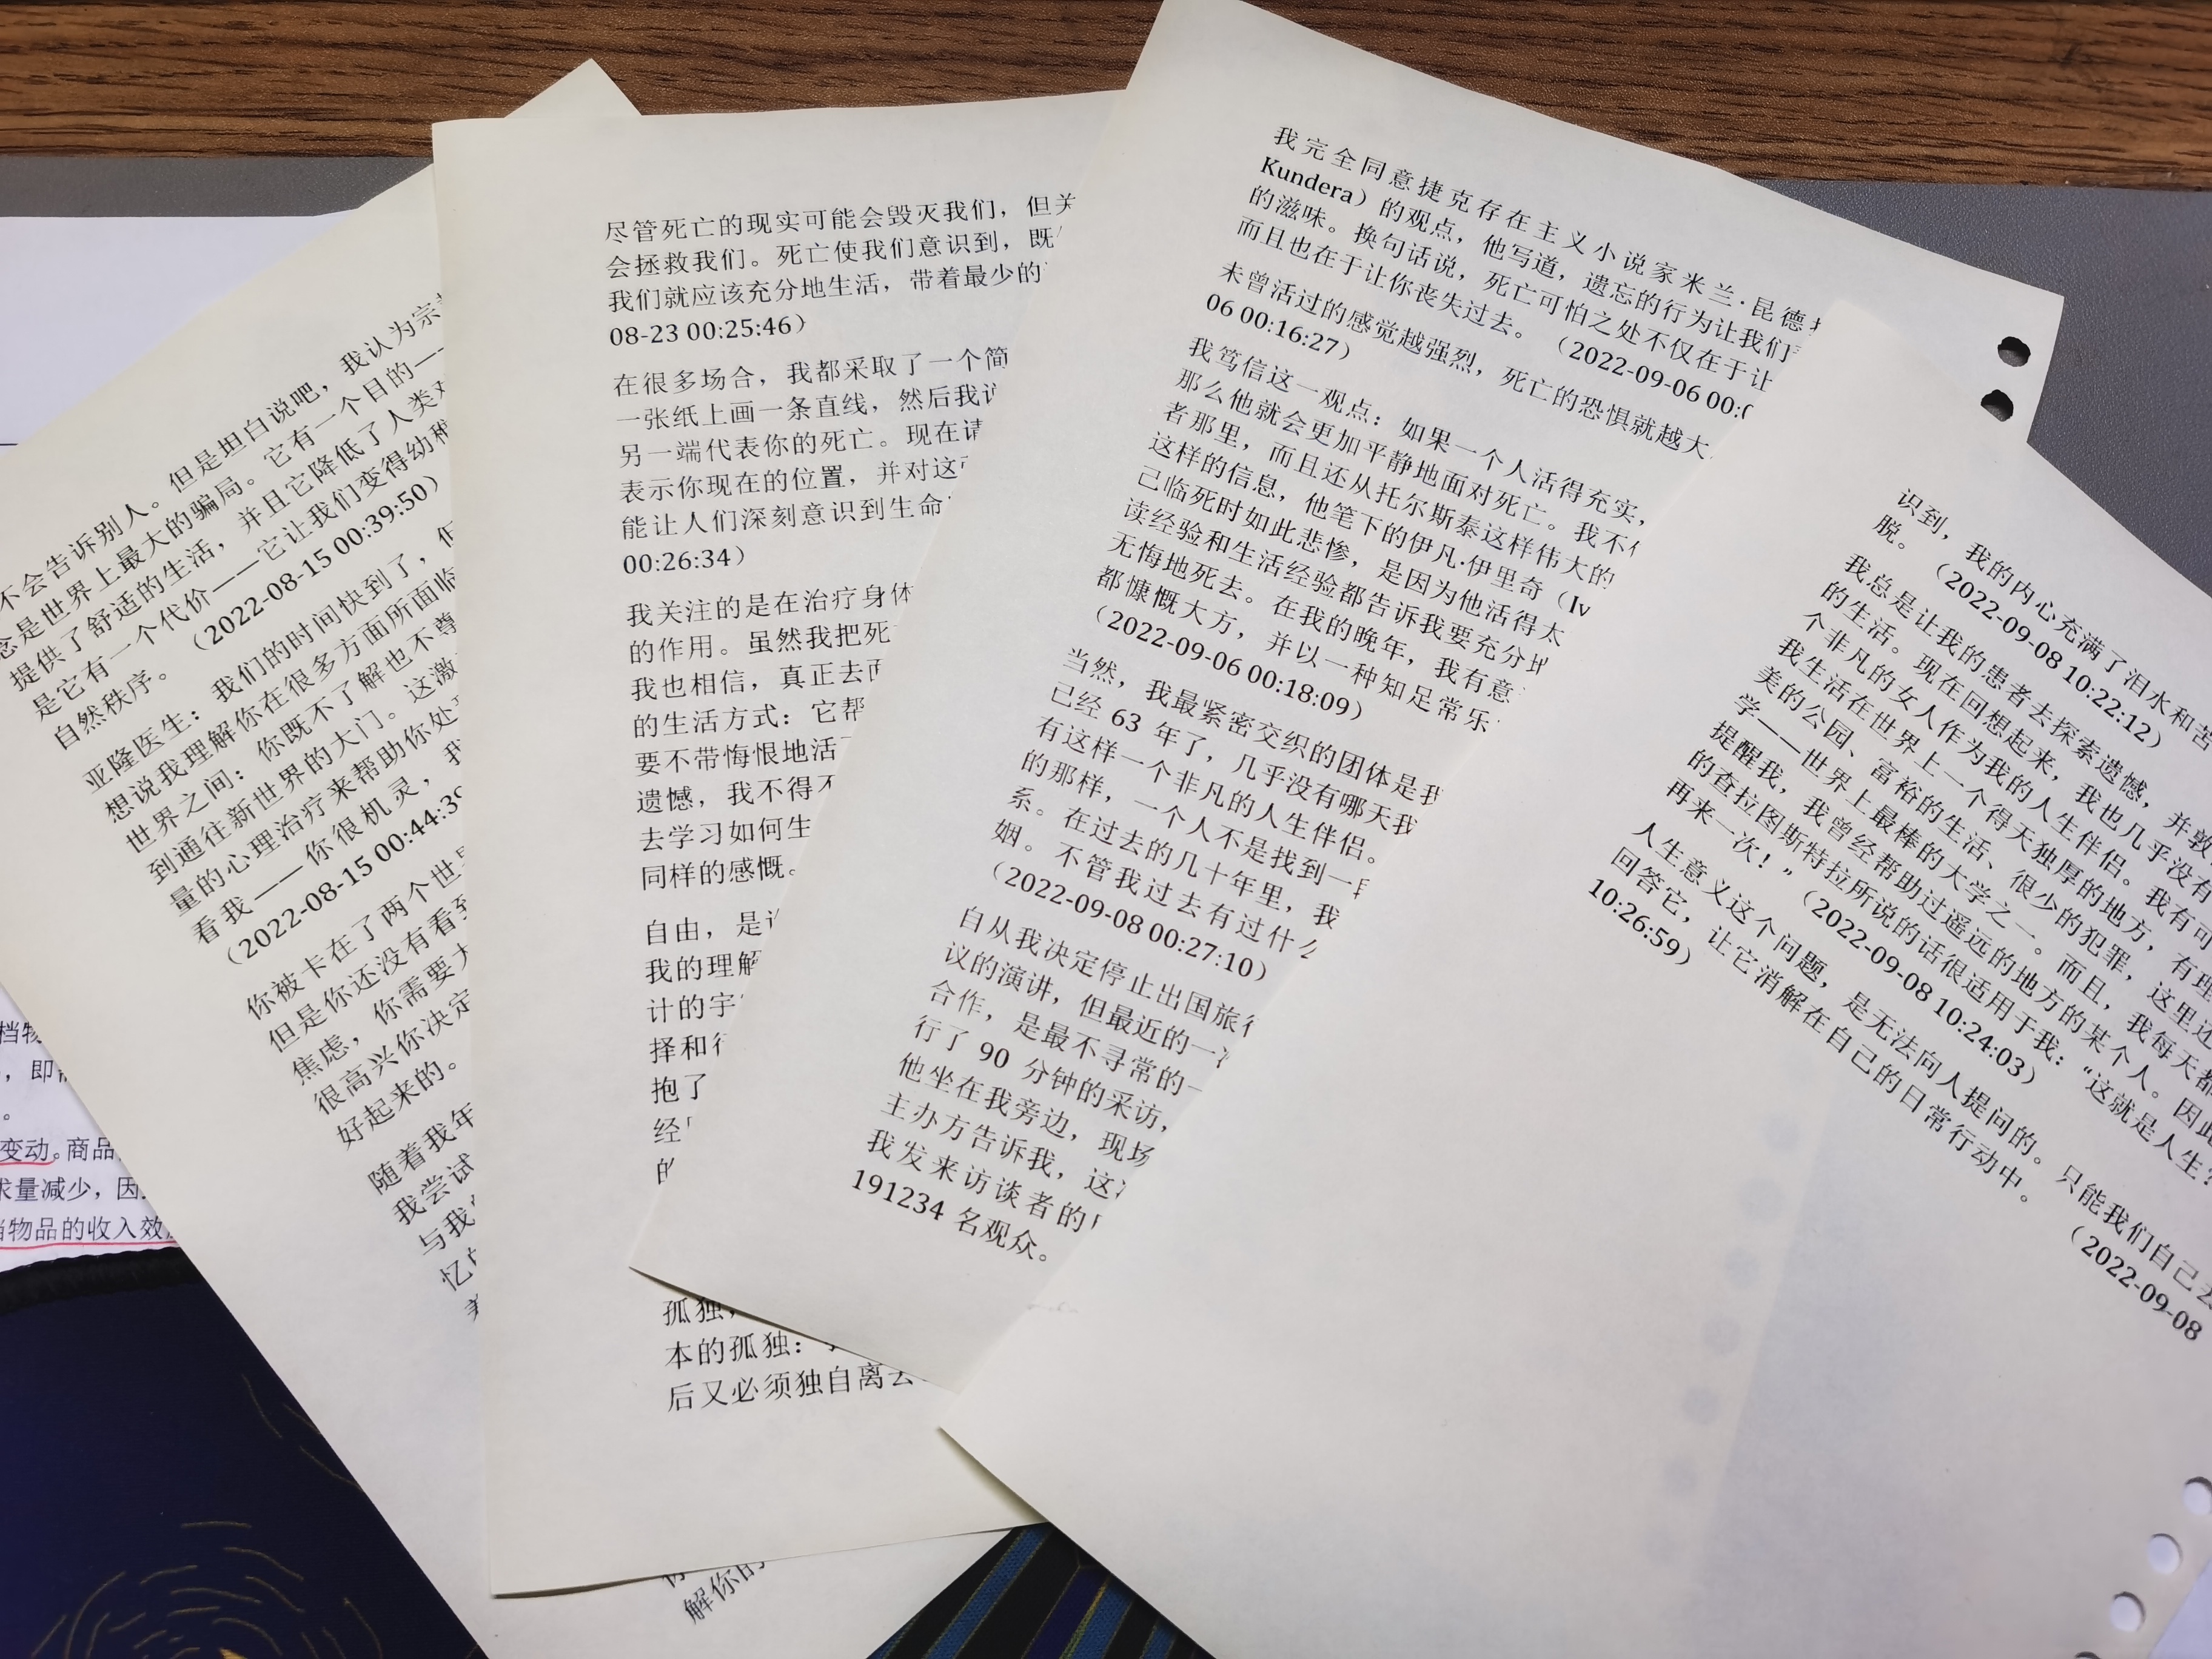 不会告诉别人。但是坦白说吧，我认为宗
念是世界上最大的骗局。它有一个目的——
提供了舒适的生活，并且它降低了人类对
是它有一个代价——它让我们变得幼稚
自然秩序。（2022-08-15 00:39:50）
亚隆医生：我们的时间快到了，但
想说我理解你在很多方面所面临
世界之间：你既不了解也不尊
到通往新世界的大门。这激
量的心理治疗来帮助你处
看我——你很机灵，我
（2022-08-15 00:44:39
你被卡在了两个世
但是你还没有看到
焦虑，你需要大
很高兴你决定
好起来的。
随着我年
我尝试
与我
忆
解你的
尽管死亡的现实可能会毁灭我们，但关
会拯救我们。死亡使我们意识到，既
我们就应该充分地生活，带着最少的
08-23 00:25:46）
在很多场合，我都采取了一个简
一张纸上画一条直线，然后我
另一端代表你的死亡。现在请
表示你现在的位置，并对这
能让人们深刻意识到生命
00:26:34）
我关注的是在治疗身体
的作用。虽然我把死
我也相信，真正去面
的生活方式：它帮
要不带悔恨地活
遗憾，我不得不
去学习如何生
同样的感慨。
自由，是
我的理解
计的宇
择和行
抱了
经
的
孤独，
本的孤独：
后又必须独自离去
我完全同意捷克存在主义小说家米兰·昆德拉
Kundera）的观点，他写道，遗忘的行为让我们
的滋味。换句话说，死亡可怕之处不仅在于让
而且也在于让你丧失过去。（2022-09-06 00:
未曾活过的感觉越强烈，死亡的恐惧就越大
06 00:16:27）
我笃信这一观点：如果一个人活得充实，
那么他就会更加平静地面对死亡。我不
者那里，而且还从托尔斯泰这样伟大的
这样的信息，他笔下的伊凡·伊里奇（Iv
己临死时如此悲惨，是因为他活得太
读经验和生活经验都告诉我要充分地
无悔地死去。在我的晚年，我有意
都慷慨大方，并以一种知足常乐
（2022-09-06 00:18:09）
当然，我最紧密交织的团体是我
己经 63 年了，几乎没有哪天我
有这样一个非凡的人生伴侣。
的那样，一个人不是找到一
系。在过去的几十年里，我
姻。不管我过去有过什么
（2022-09-08 00:27:10）
自从我决定停止出国旅行
议的演讲，但最近的一
合作，是最不寻常的一
行了 90 分钟的采访，
他坐在我旁边，现场
主办方告诉我，这
我发来访谈者的
191234 名观众。
识到，我的内心充满了泪水和苦
脱。（2022-09-08 10:22:12）
我总是让我的患者去探索遗憾，并敦
的生活。现在回想起来，我也几乎没有
个非凡的女人作为我的人生伴侣。我有可
我生活在世界上一个得天独厚的地方，有理
美的公园、富裕的生活、很少的犯罪，这里还
学——世界上最棒的大学之一。而且，我每天都
提醒我，我曾经帮助过遥远的地方的某个人。因此
的查拉图斯特拉所说的话很适用于我：“这就是人生？
再来一次！”（2022-09-08 10:24:03）
人生意义这个问题，是无法向人提问的。只能我们自己去
回答它，让它消解在自己的日常行动中。（2022-09-08
10:26:59）
档物
，即
。
变动。商品
求量减少，因
档物品的收入效